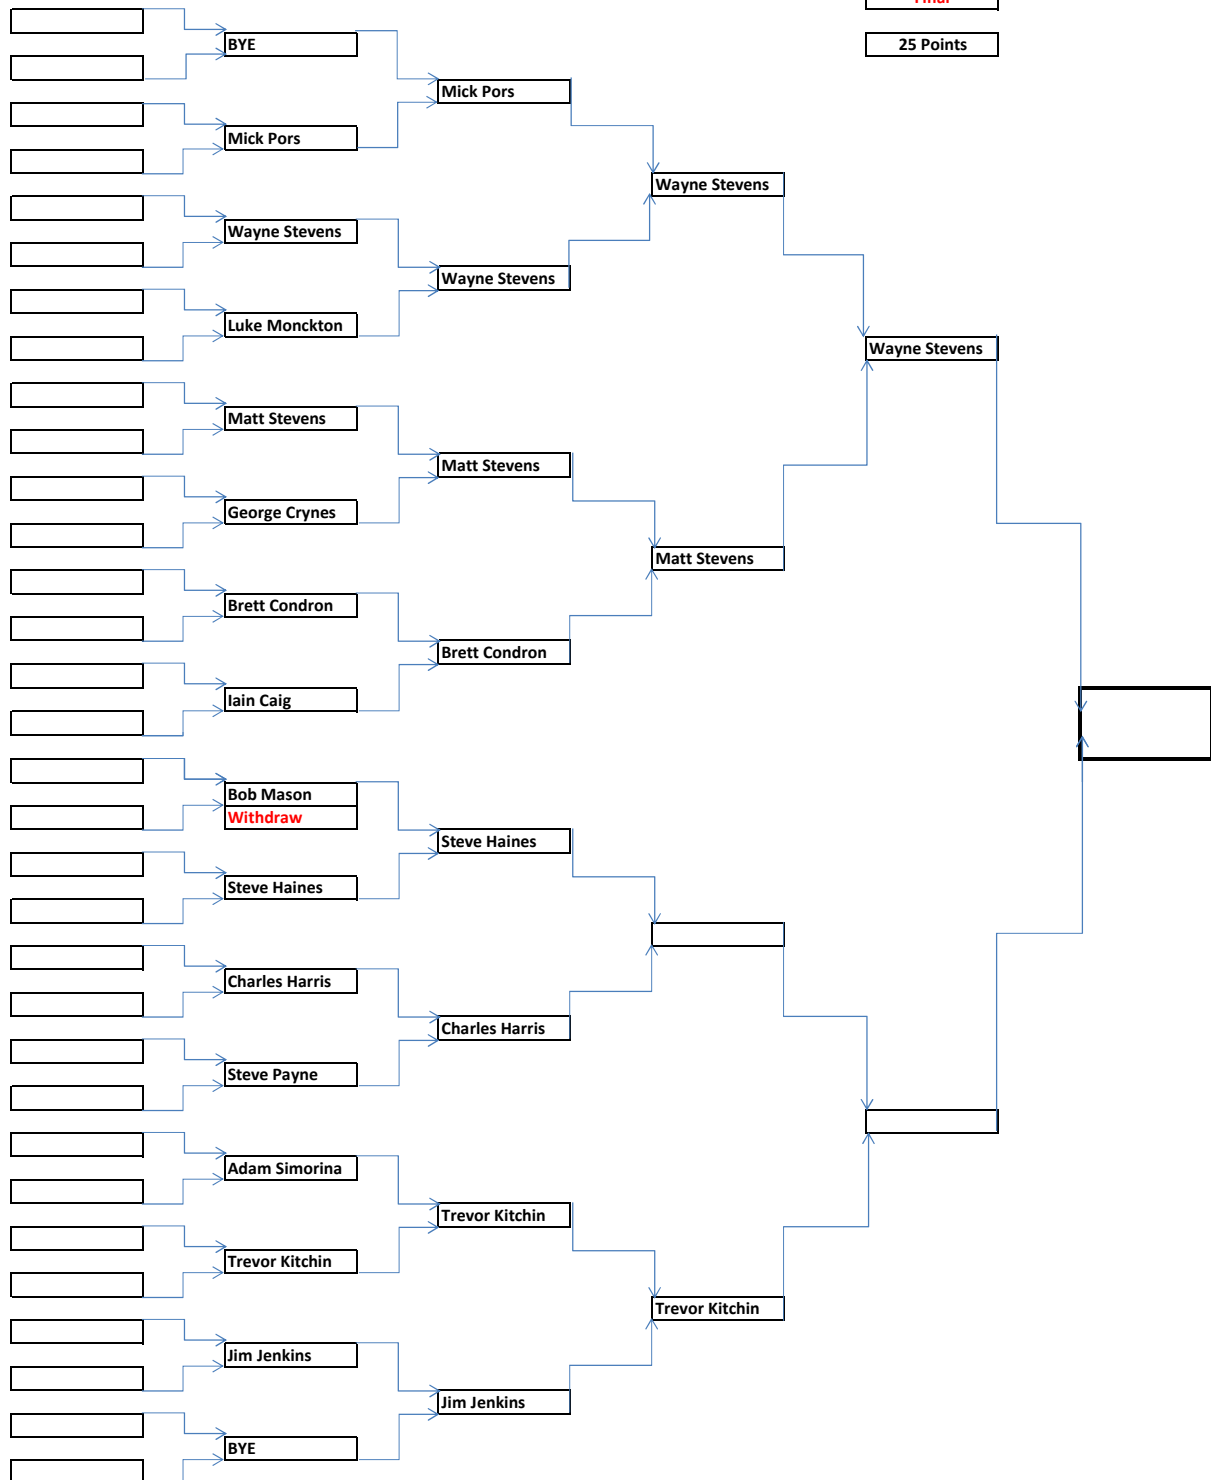 Final
25 Points
BYE
Mick Pors
Mick Pors
Wayne Stevens
Wayne Stevens
Wayne Stevens
Luke Monckton
Wayne Stevens
Matt Stevens
Matt Stevens
George Crynes
Matt Stevens
Brett Condron
Brett Condron
Iain Caig
Bob Mason
Withdraw
Steve Haines
Steve Haines
Charles Harris
Charles Harris
Steve Payne
Adam Simorina
Trevor Kitchin
Trevor Kitchin
Trevor Kitchin
Jim Jenkins
Jim Jenkins
BYE